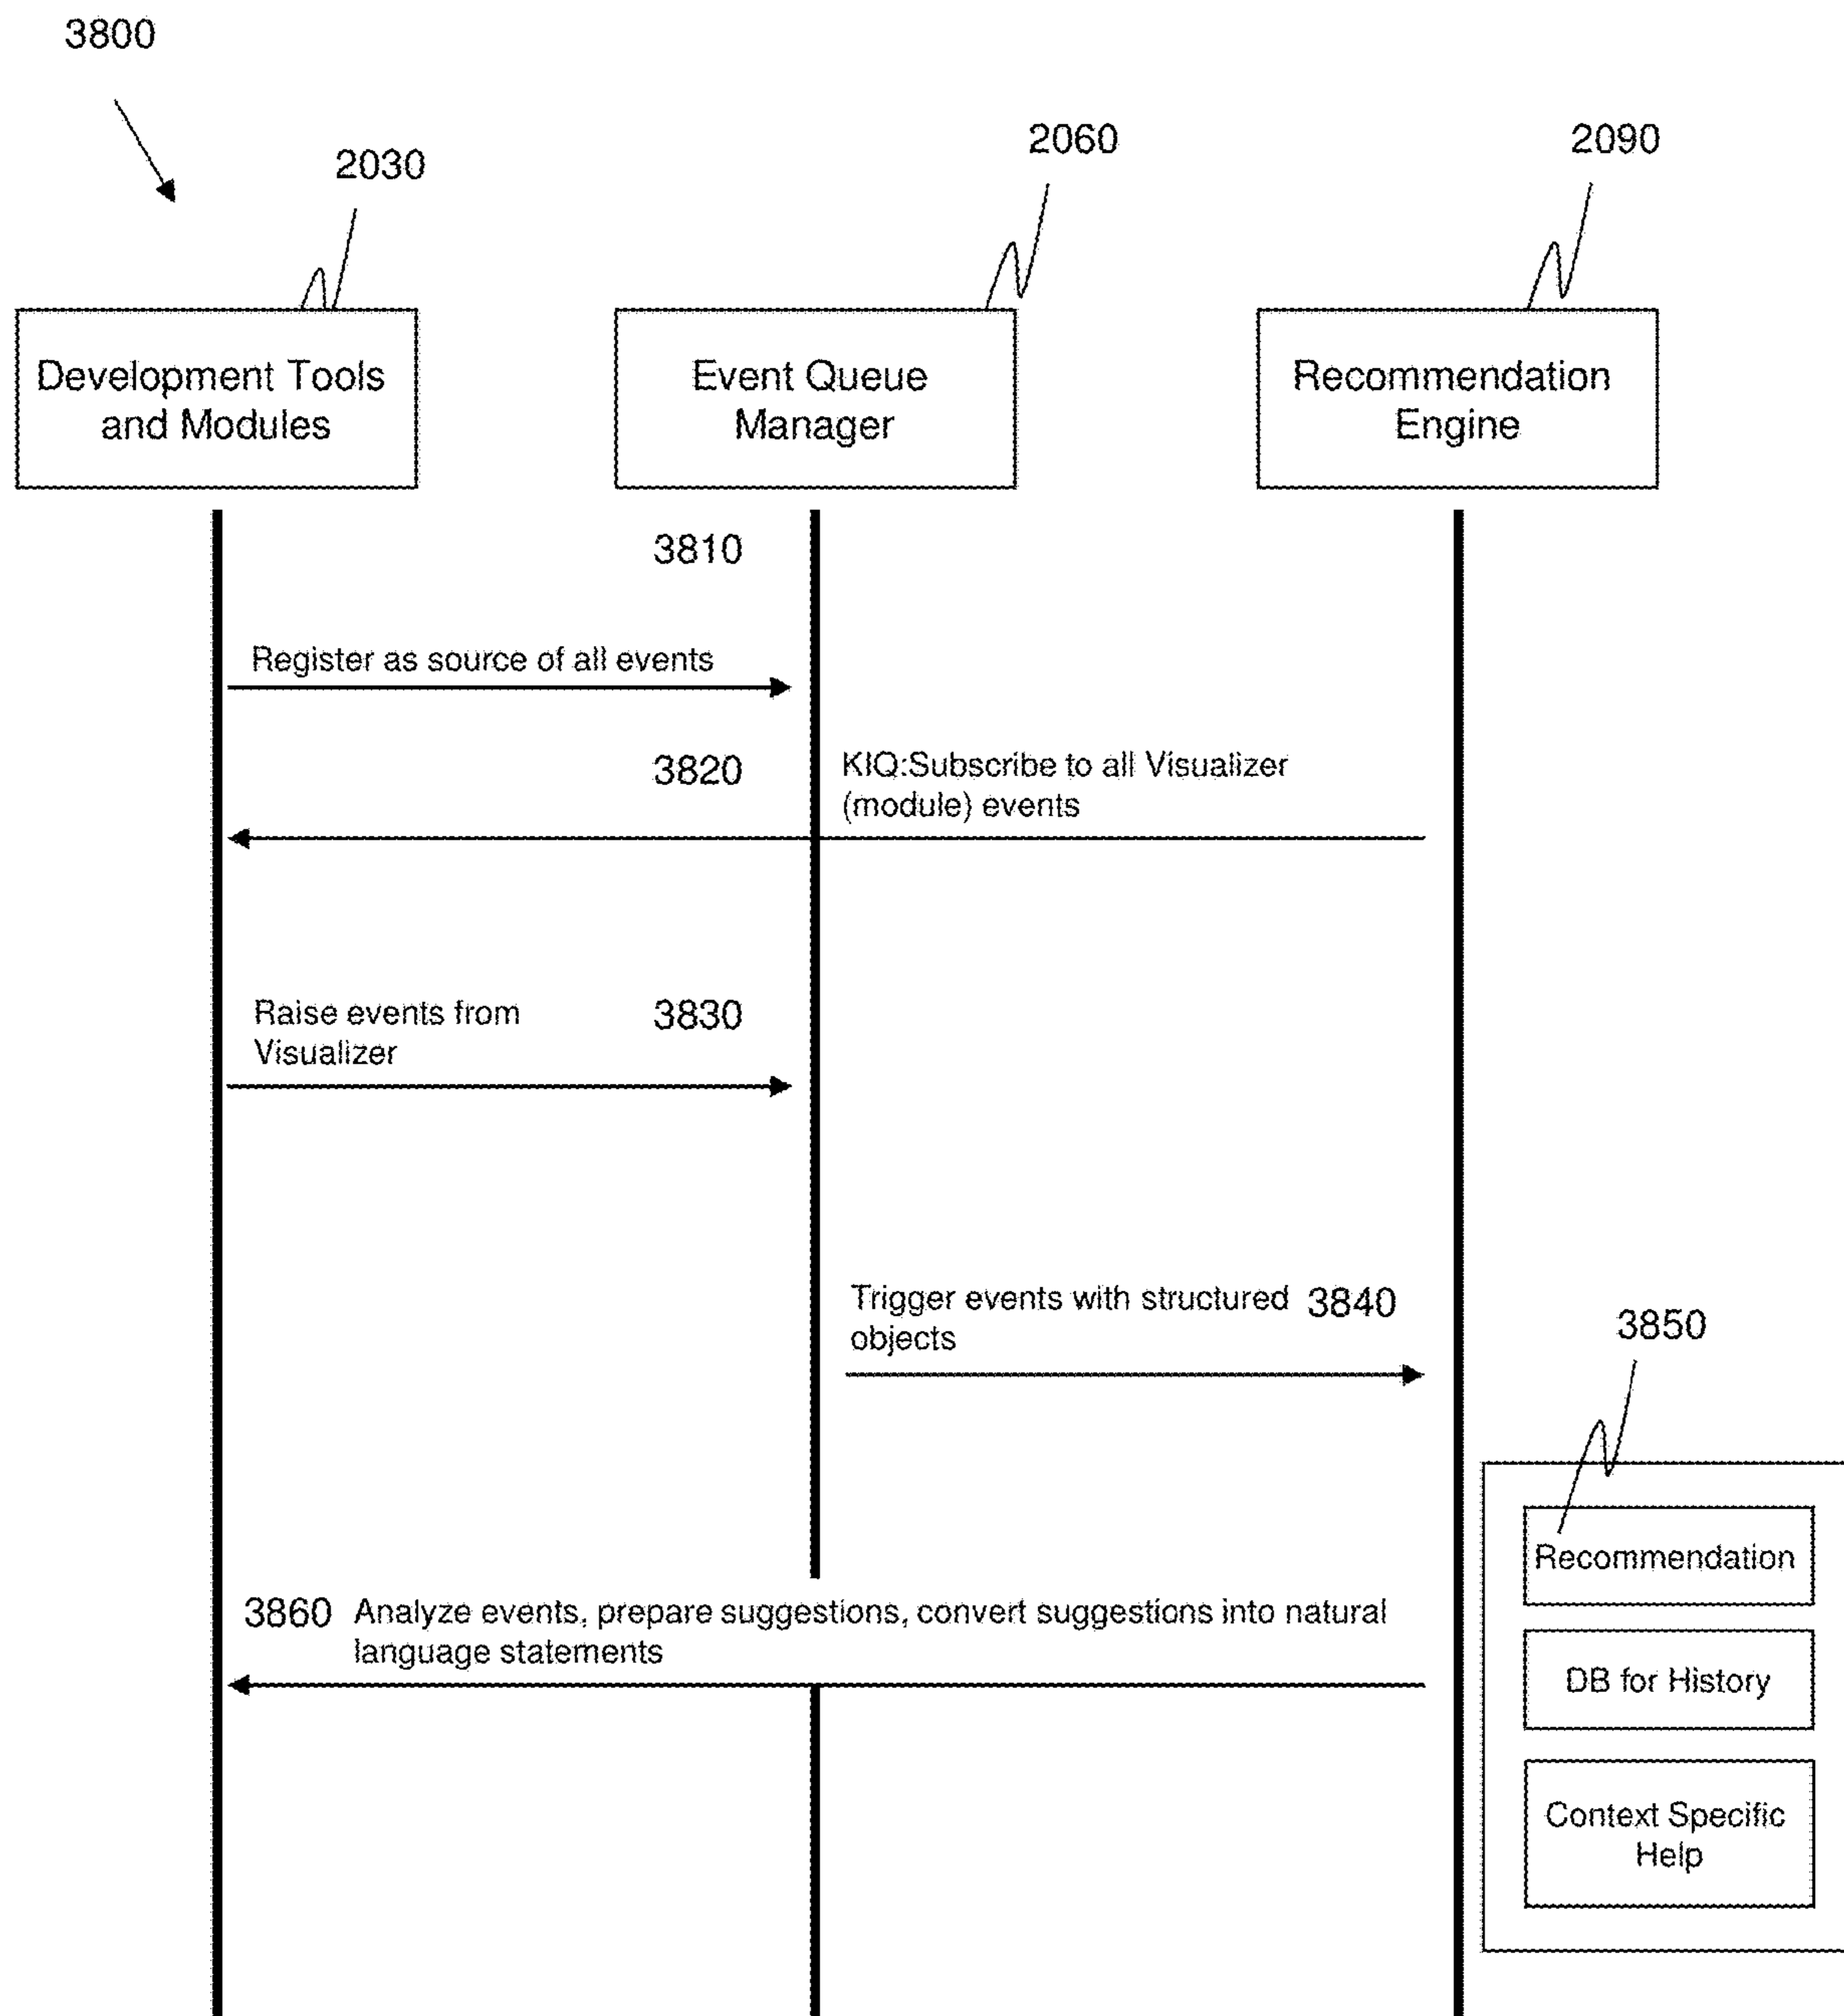 3800
2030
2060
2090
Development Tools
and Modules
Event Queue
Manager
Recommendation
Engine
3810
Register as source of all events
3820
KIQ:Subscribe to all Visualizer
(module) events
Raise events from
Visualizer
3830
Trigger events with structured
objects
3840
3850
Recommendation
3860
Analyze events, prepare suggestions, convert suggestions into natural
language statements
DB for History
Context Specific
Help